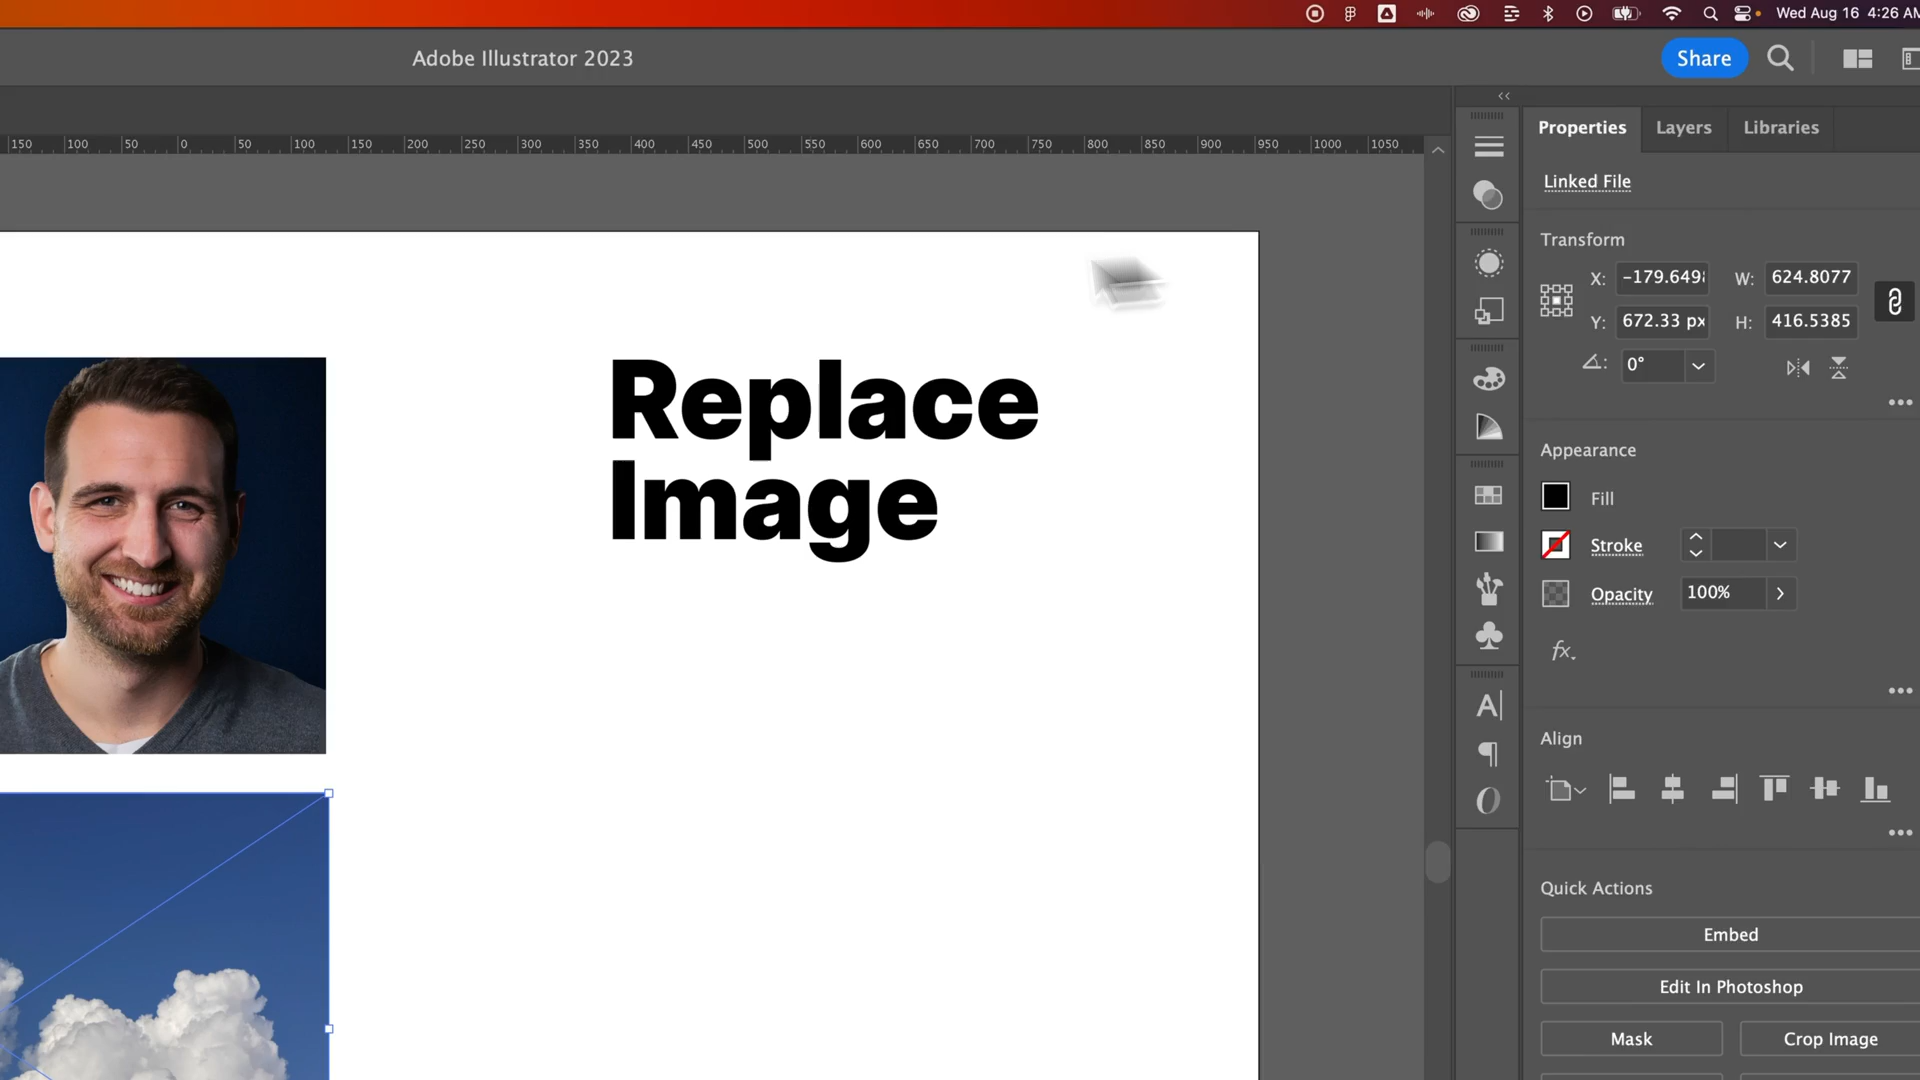 Wed Aug 16 4:26 AM
Adobe Illustrator 2023
Share
150 100 50 0 50 100 150 200 250 300 350 400 450 500 550 600 650 700 750 800 850 900 950 1000 1050
Properties Layers Libraries
Linked File
Transform
X: -179.649 W: 624.8077
Y: 672.33 px H: 416.5385
0°
Replace
Image
Appearance
Fill
Stroke
Opacity 100%
fx
Align
Quick Actions
Embed
Edit In Photoshop
Mask Crop Image